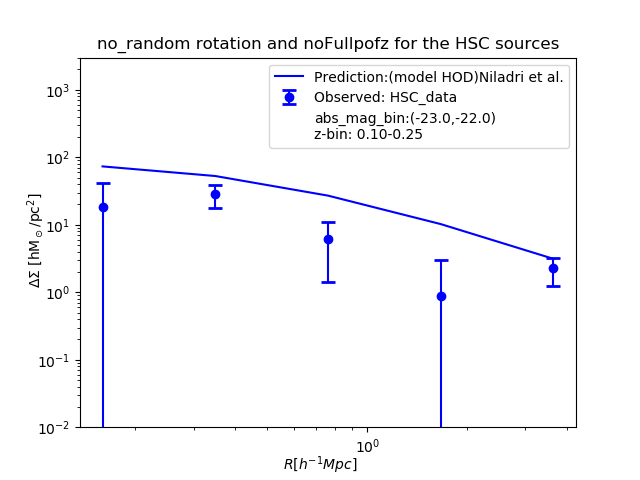 no_random rotation and noFullpofz for the HSC sources
Prediction:(model HOD)Niladri et al.
Observed: HSC_data
abs_mag_bin:(-23.0,-22.0)
z-bin: 0.10-0.25
10³
10²
10¹
10⁰
10⁻¹
10⁻²
ΔΣ [hM⊙/pc²]
10⁰
R[h⁻¹Mpc]